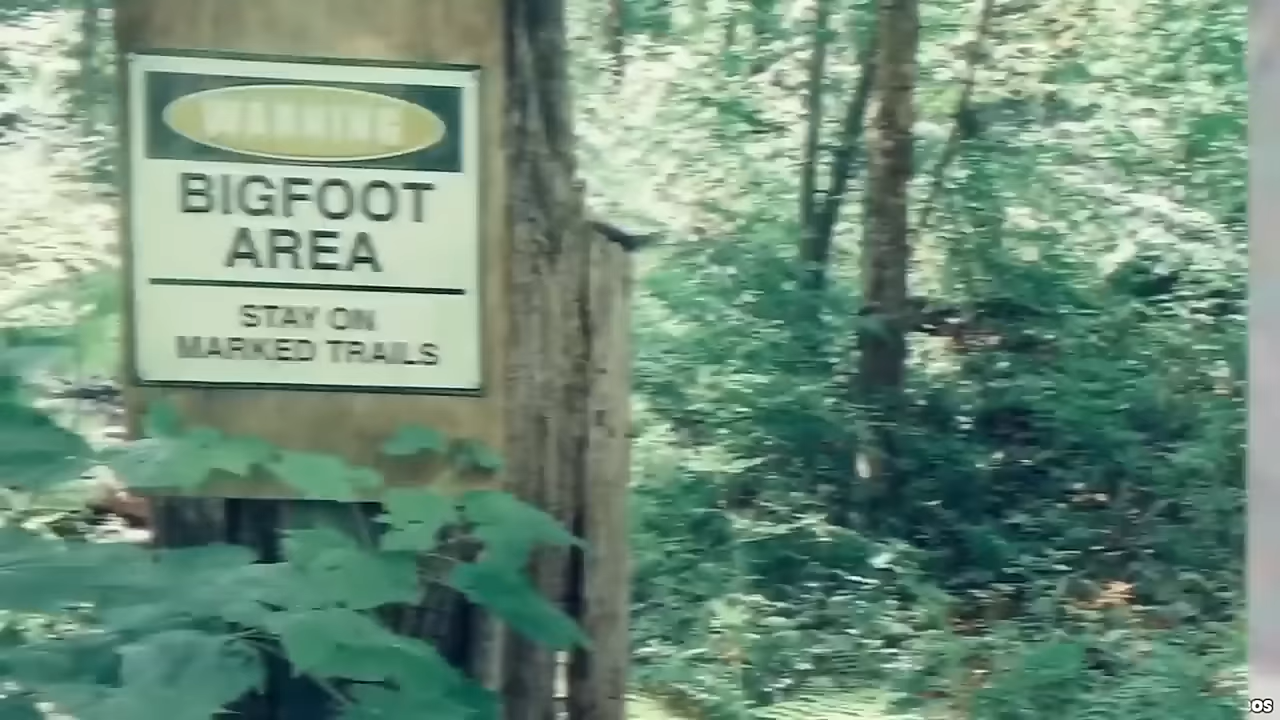 WARNING
BIGFOOT
AREA
STAY ON
MARKED TRAILS